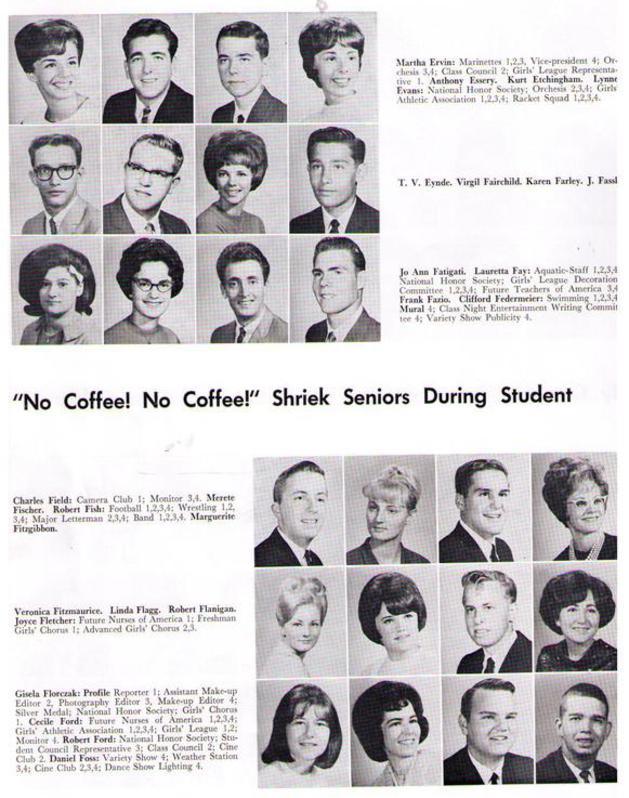 Martha Ervin: Marinettes 1,2,3, Vice-president 4; Or-
chesis 3,4; Class Council 2; Girls' League Representa-
tive 1. Anthony Essery. Kurt Etchingham. Lynne
Evans: National Honor Society; Orchesis 2,3,4; Girls'
Athletic Association 1,2,3,4; Racket Squad 1,2,3,4.
T. V. Eynde. Virgil Fairchild. Karen Farley. J. Fassl
Jo Ann Fatigati. Lauretta Fay: Aquatic-Staff 1,2,3,4
National Honor Society; Girls' League Decoration
Committee 1,2,3,4; Future Teachers of America 3,4
Frank Fazio. Clifford Federmeier: Swimming 1,2,3,4
Mural 4; Class Night Entertainment Writing Commit
tee 4; Variety Show Publicity 4.
"No Coffee! No Coffee!" Shriek Seniors During Student
Charles Field: Camera Club 1; Monitor 3,4. Merete
Fischer. Robert Fish: Football 1,2,3,4; Wrestling 1,2,
3,4; Major Letterman 2,3,4; Band 1,2,3,4. Marguerite
Fitzgibbon.
Veronica Fitzmaurice. Linda Flagg. Robert Flanigan.
Joyce Fletcher: Future Nurses of America 1; Freshman
Girls' Chorus 1; Advanced Girls' Chorus 2,3.
Gisela Florczak: Profile Reporter 1; Assistant Make-up
Editor 2, Photography Editor 3, Make-up Editor 4;
Silver Medal; National Honor Society; Girls' Chorus
1. Cecile Ford: Future Nurses of America 1,2,3,4;
Girls' Athletic Association 1,2,3,4; Girls' League 1,2;
Monitor 4. Robert Ford: National Honor Society; Stu-
dent Council Representative 3; Class Council 2; Cine
Club 2. Daniel Foss: Variety Show 4; Weather Station
3,4; Cine Club 2,3,4; Dance Show Lighting 4.